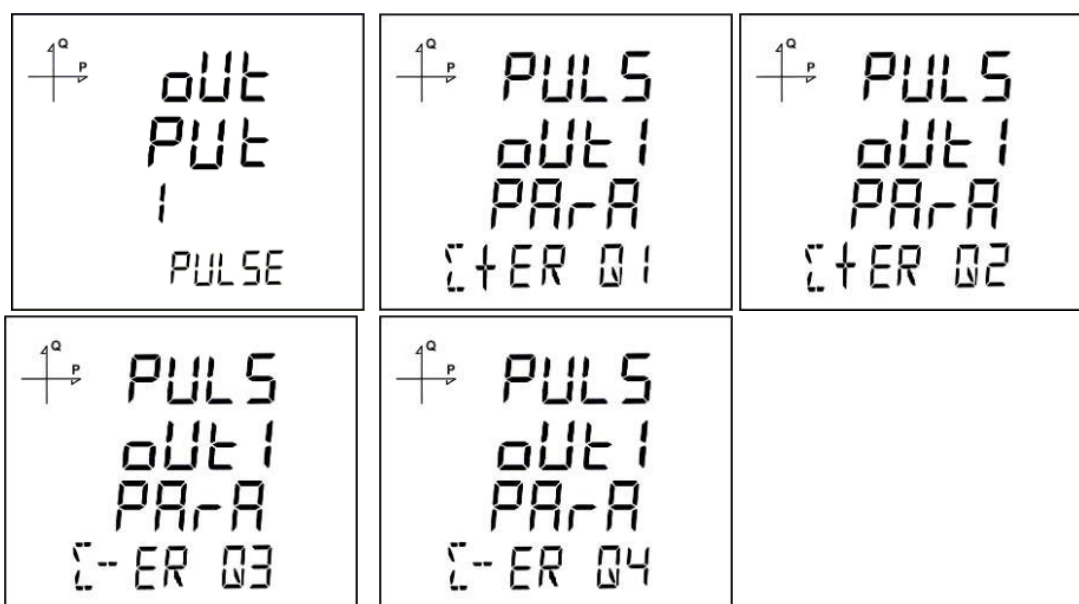 Q
P
oUt
PUt
1
PULSE
Q
P
PULS
oUt1
PArA
Σ+ER Q1
Q
P
PULS
oUt1
PArA
Σ+ER Q2
Q
P
PULS
oUt1
PArA
Σ-ER Q3
Q
P
PULS
oUt1
PArA
Σ-ER Q4